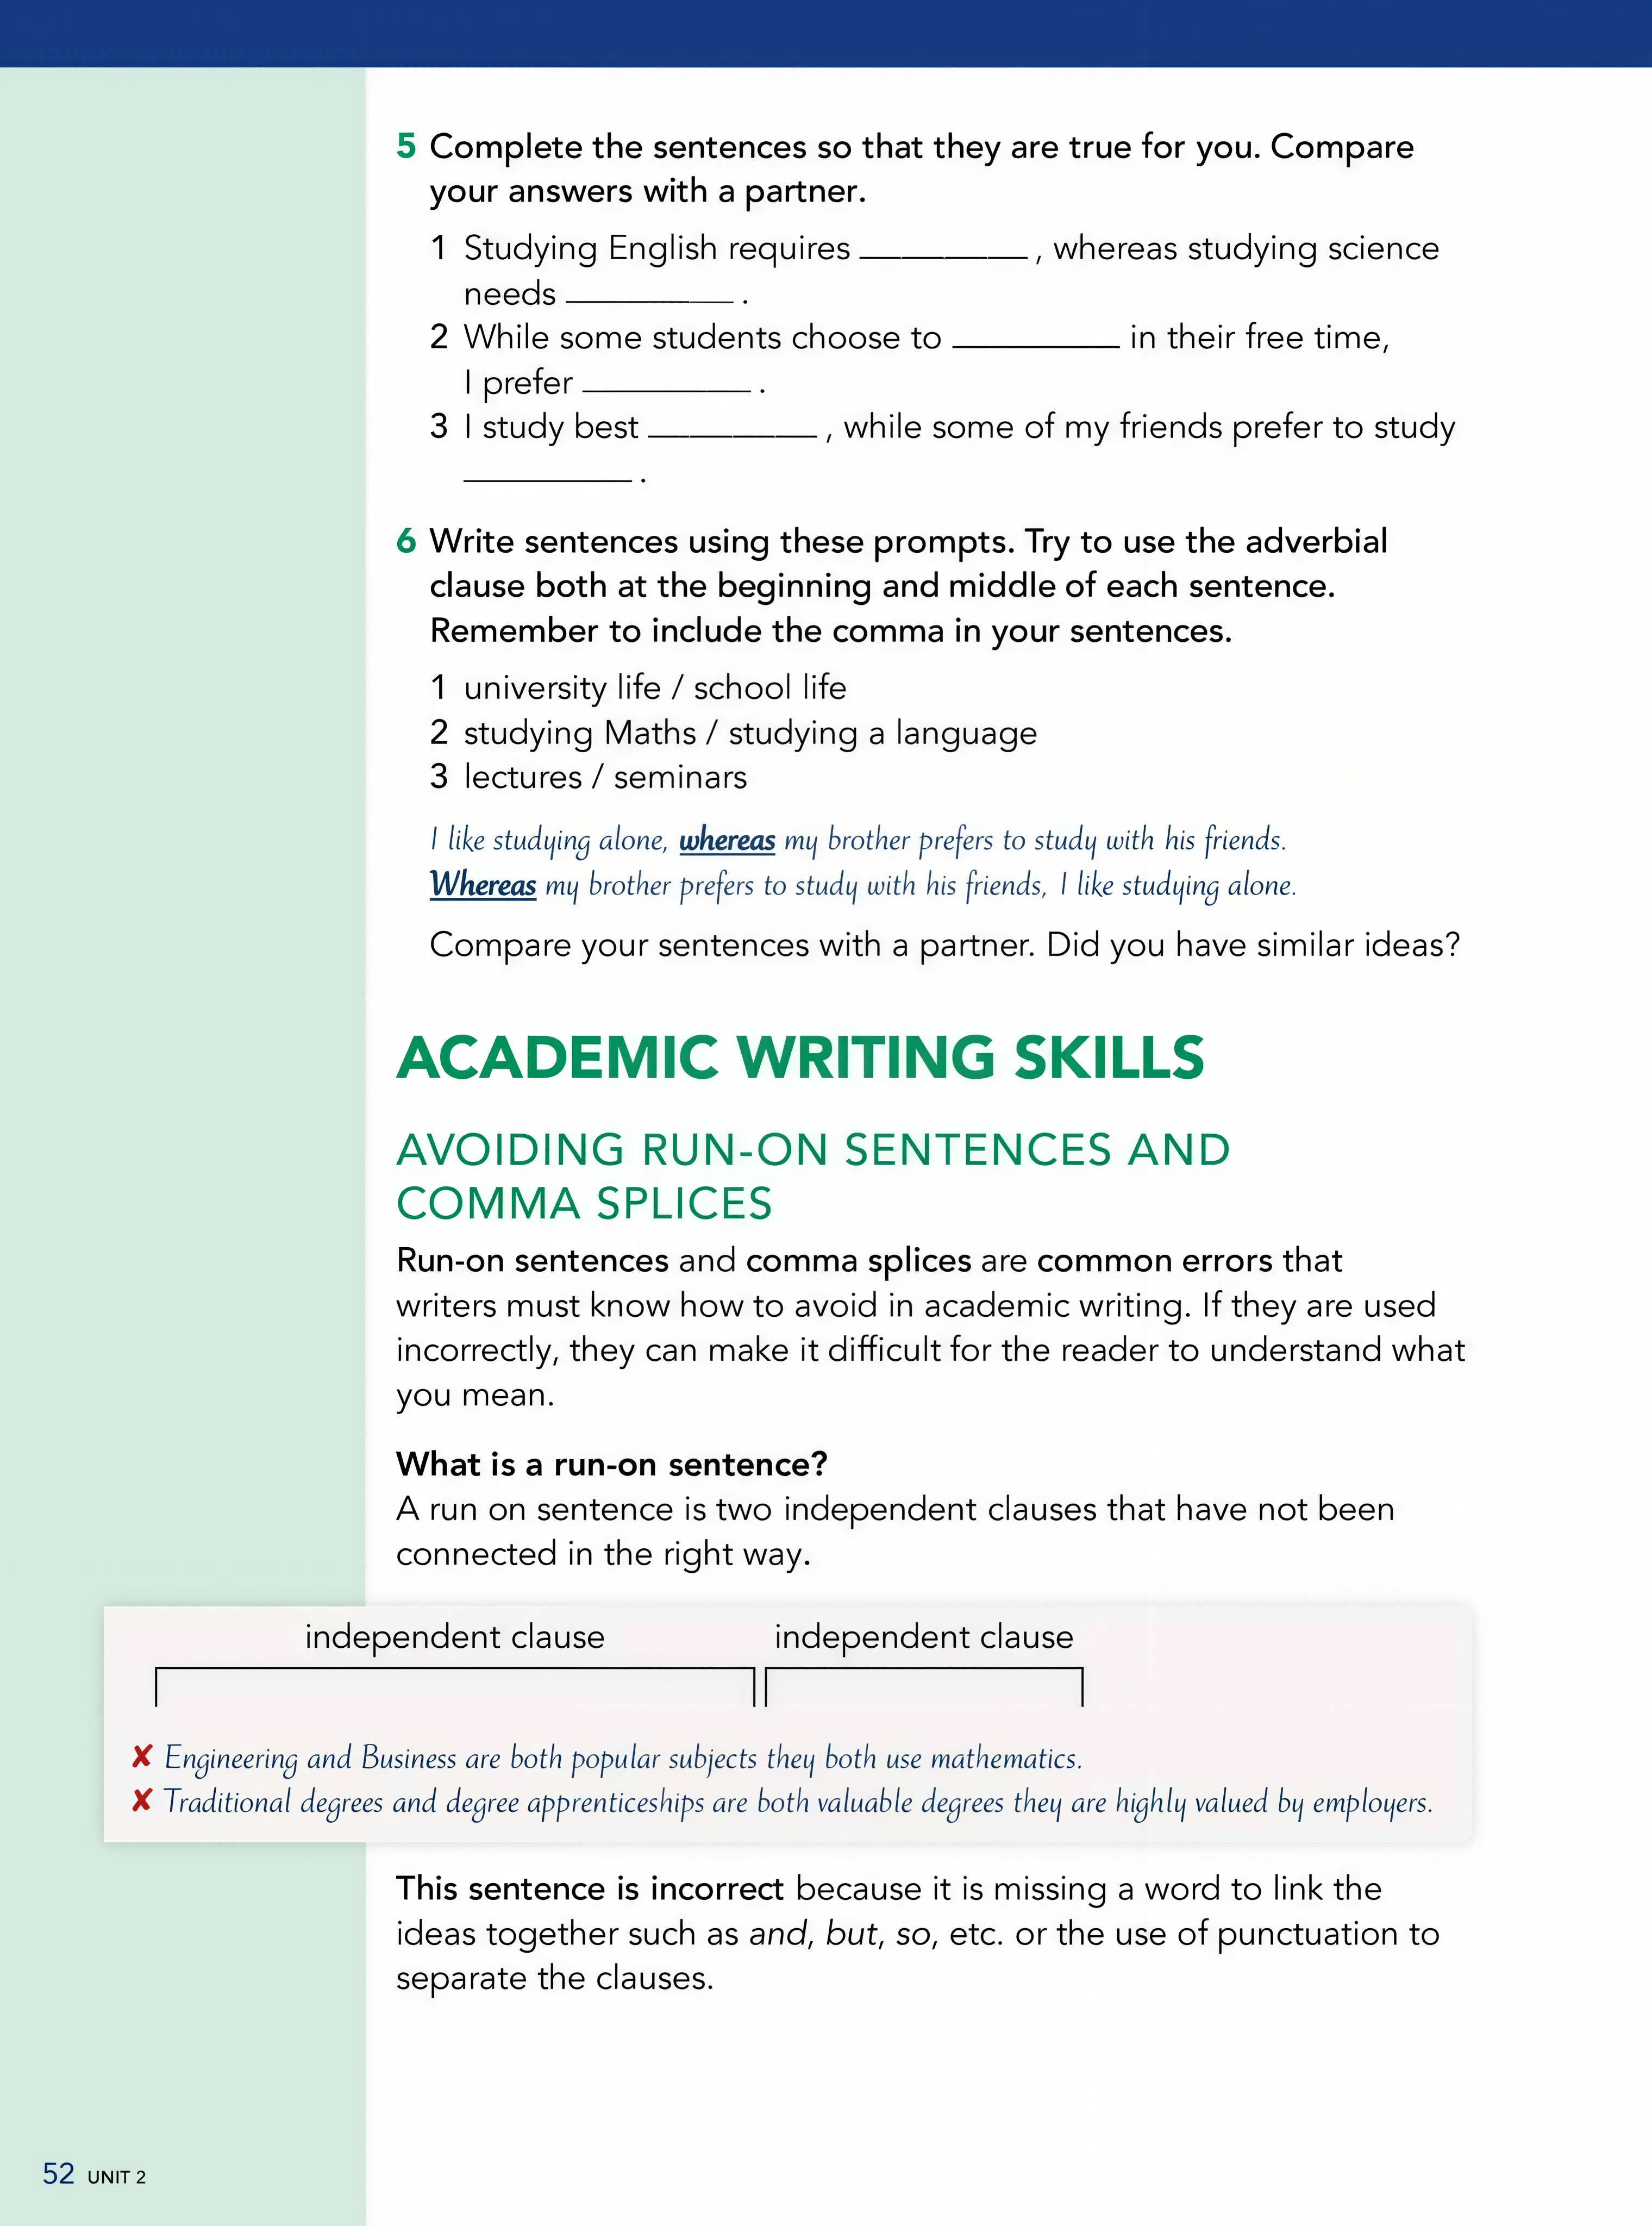 5 Complete the sentences so that they are true for you. Compare
your answers with a partner.
1 Studying English requires __________ , whereas studying science
needs __________ .
2 While some students choose to __________ in their free time,
I prefer __________ .
3 I study best __________ , while some of my friends prefer to study
__________ .
6 Write sentences using these prompts. Try to use the adverbial
clause both at the beginning and middle of each sentence.
Remember to include the comma in your sentences.
1 university life / school life
2 studying Maths / studying a language
3 lectures / seminars
I like studying alone, whereas my brother prefers to study with his friends.
Whereas my brother prefers to study with his friends, I like studying alone.
Compare your sentences with a partner. Did you have similar ideas?
ACADEMIC WRITING SKILLS
AVOIDING RUN-ON SENTENCES AND
COMMA SPLICES
Run-on sentences and comma splices are common errors that
writers must know how to avoid in academic writing. If they are used
incorrectly, they can make it difficult for the reader to understand what
you mean.
What is a run-on sentence?
A run on sentence is two independent clauses that have not been
connected in the right way.
independent clause independent clause
✘ Engineering and Business are both popular subjects they both use mathematics.
✘ Traditional degrees and degree apprenticeships are both valuable degrees they are highly valued by employers.
This sentence is incorrect because it is missing a word to link the
ideas together such as and, but, so, etc. or the use of punctuation to
separate the clauses.
52 UNIT 2